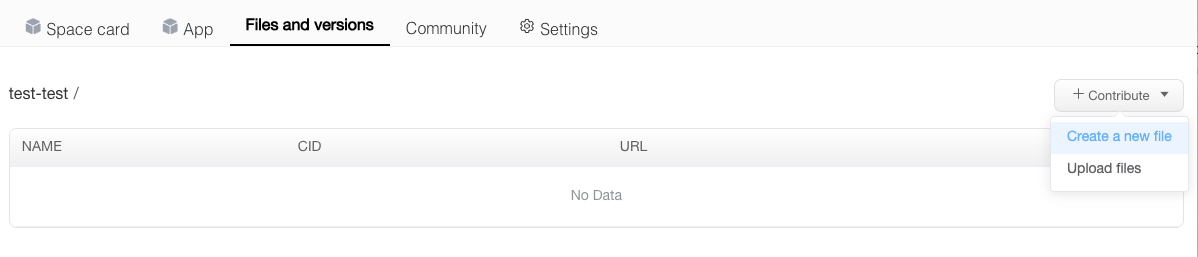 Space card App Files and versions Community Settings
test-test /
+ Contribute
Create a new file
Upload files
NAME CID URL
No Data